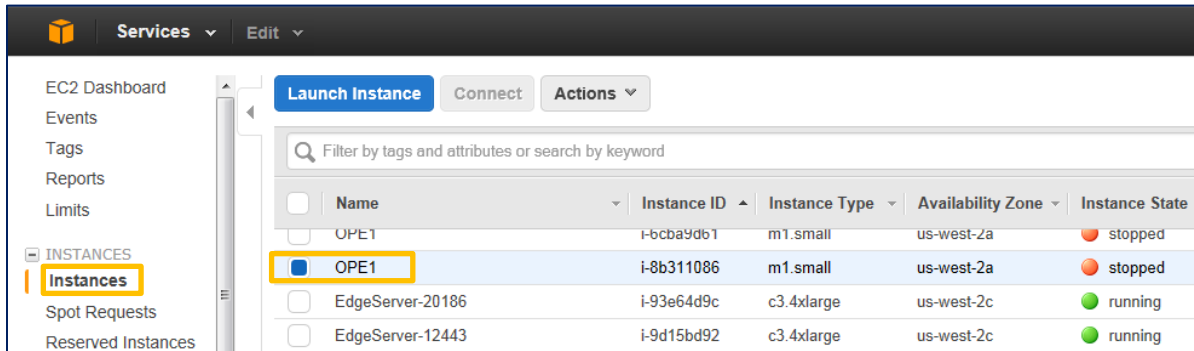 Services Edit
EC2 Dashboard
Events
Tags
Reports
Limits
INSTANCES
Instances
Spot Requests
Reserved Instances
Launch Instance Connect Actions
Filter by tags and attributes or search by keyword
Name Instance ID Instance Type Availability Zone Instance State
OPE1 i-6cba9d61 m1.small us-west-2a stopped
OPE1 i-8b311086 m1.small us-west-2a stopped
EdgeServer-20186 i-93e64d9c c3.4xlarge us-west-2c running
EdgeServer-12443 i-9d15bd92 c3.4xlarge us-west-2c running